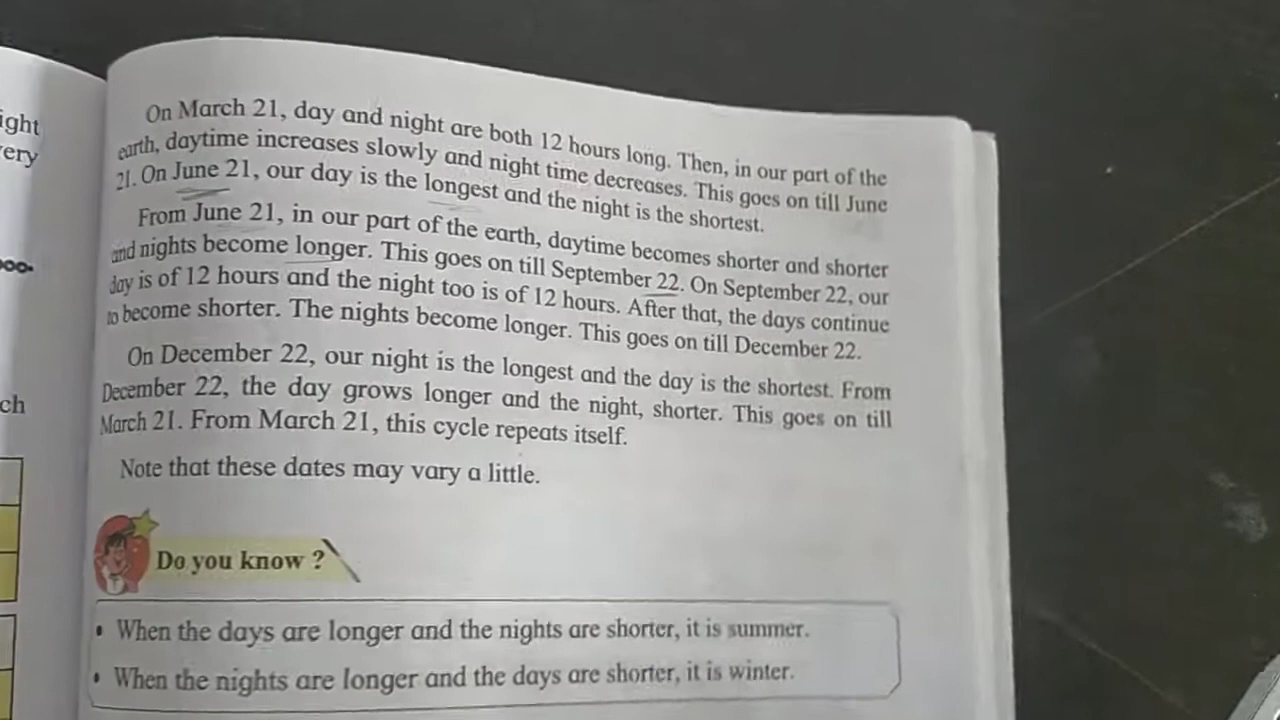 ight
ery
ch
On March 21, day and night are both 12 hours long. Then, in our part of the
earth, daytime increases slowly and night time decreases. This goes on till June
21. On June 21, our day is the longest and the night is the shortest.
From June 21, in our part of the earth, daytime becomes shorter and shorter
and nights become longer. This goes on till September 22. On September 22, our
day is of 12 hours and the night too is of 12 hours. After that, the days continue
to become shorter. The nights become longer. This goes on till December 22.
On December 22, our night is the longest and the day is the shortest. From
December 22, the day grows longer and the night, shorter. This goes on till
March 21. From March 21, this cycle repeats itself.
Note that these dates may vary a little.
Do you know ?
• When the days are longer and the nights are shorter, it is summer.
• When the nights are longer and the days are shorter, it is winter.